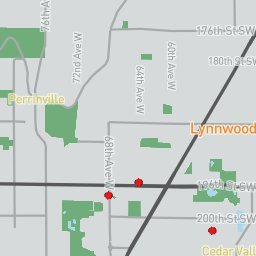 76th Ave W
72nd Ave W
176th St SW
60th Ave W
64th Ave W
180th St SW
Perrinville
Lynnwood
68th Ave W
196th St SW
200th St SW
Cedar Vall